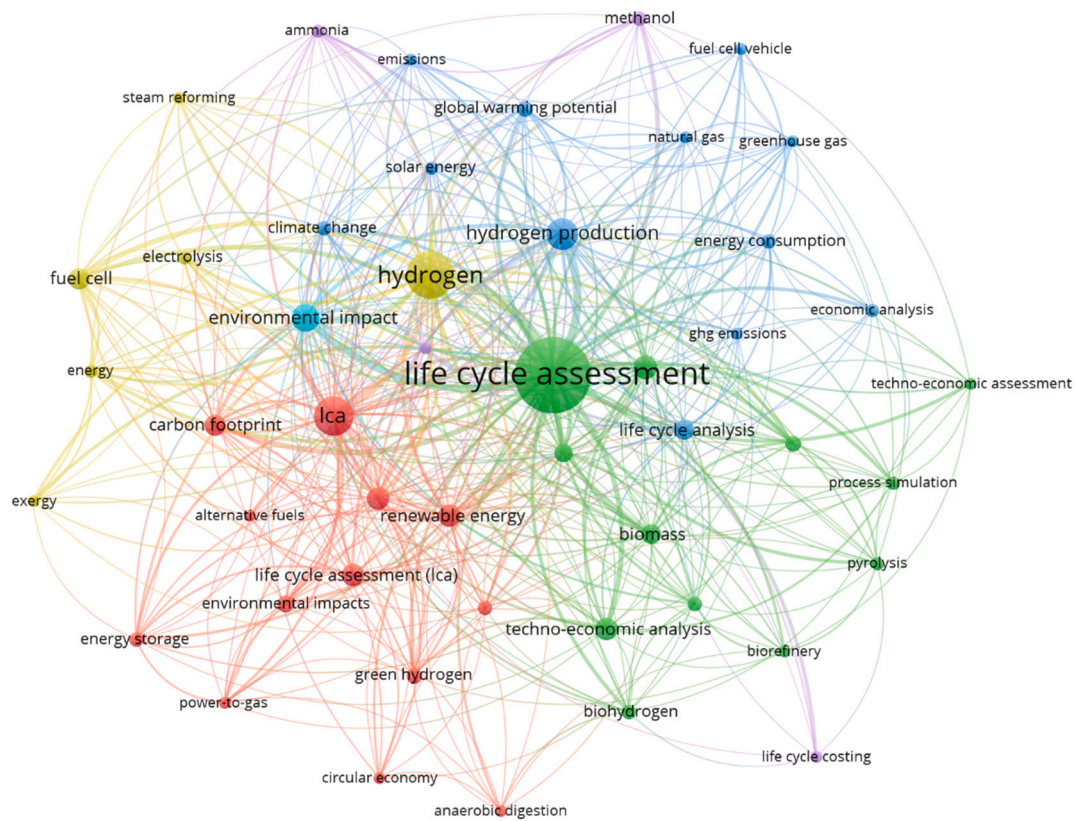 methanol
ammonia
fuel cell vehicle
emissions
steam reforming
global warming potential
natural gas
greenhouse gas
solar energy
climate change
hydrogen production
energy consumption
electrolysis
fuel cell
hydrogen
environmental impact
economic analysis
ghg emissions
energy
life cycle assessment
techno-economic assessment
lca
carbon footprint
life cycle analysis
process simulation
exergy
alternative fuels
renewable energy
biomass
pyrolysis
life cycle assessment (lca)
environmental impacts
techno-economic analysis
energy storage
biorefinery
green hydrogen
power-to-gas
biohydrogen
life cycle costing
circular economy
anaerobic digestion